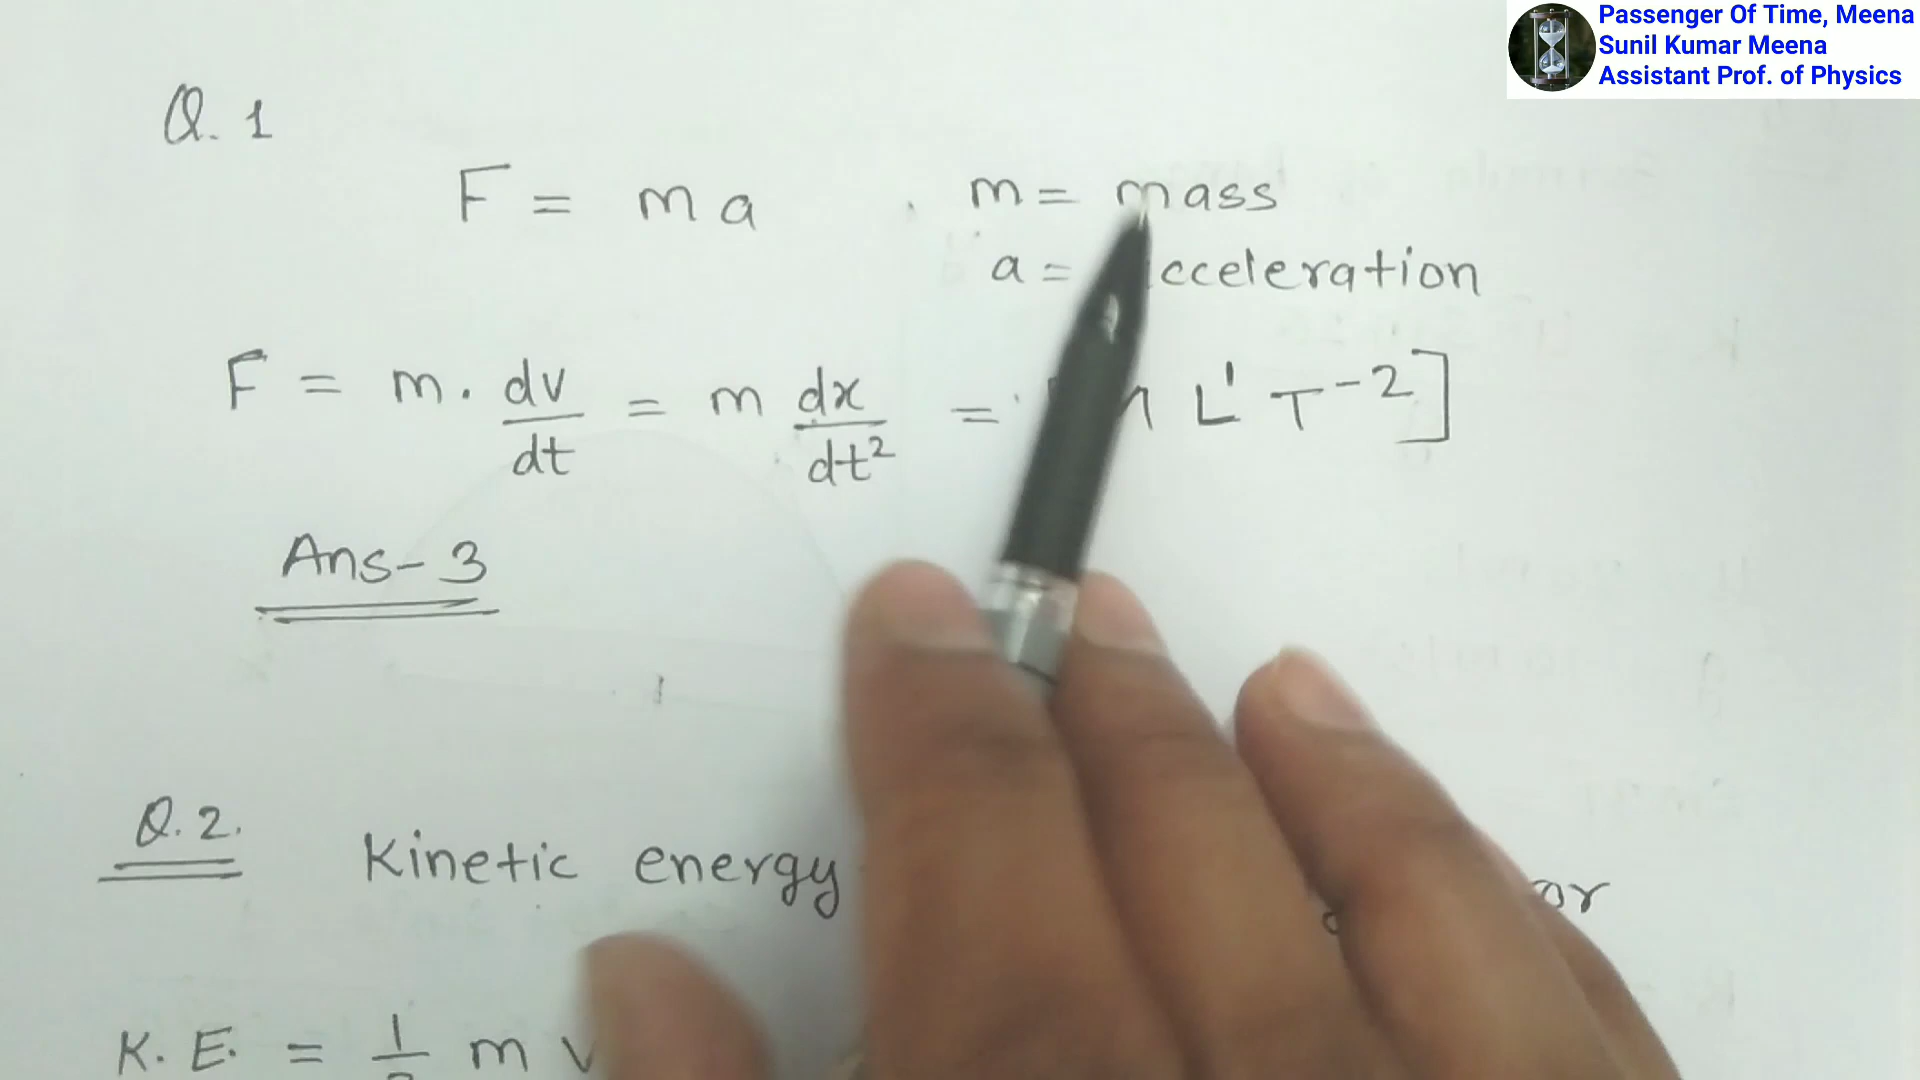 Passenger Of Time, Meena
Sunil Kumar Meena
Assistant Prof. of Physics
Q. 1
F = ma
m = mass
a = cceleration
F = m. dv/dt = m dx/dt² = L¹ T⁻²]
Ans- 3
Q. 2. Kinetic energy or
K. E. = 1 m v